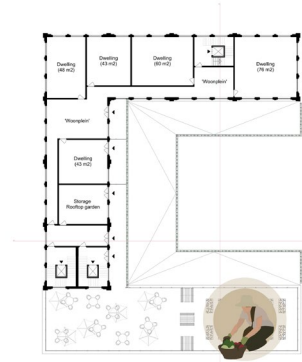 Dwelling
(48 m2)
Dwelling
(43 m2)
Dwelling
(60 m2)
'Woonplein'
Dwelling
(76 m2)
'Woonplein'
Dwelling
(43 m2)
Storage
Rooftop garden